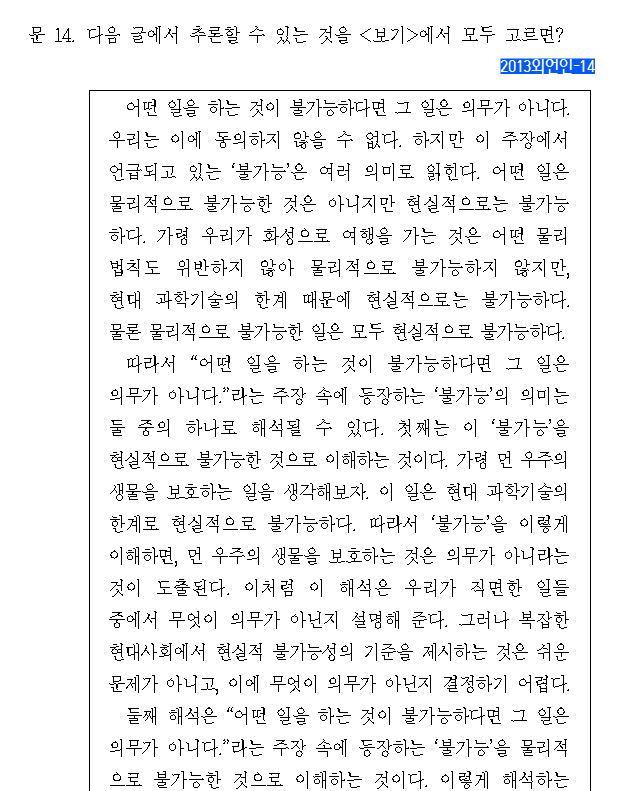 문 14. 다음 글에서 추론할 수 있는 것을 <보기>에서 모두 고르면?
2013외언인-14
어떤 일을 하는 것이 불가능하다면 그 일은 의무가 아니다.
우리는 이에 동의하지 않을 수 없다. 하지만 이 주장에서
언급되고 있는 ‘불가능’은 여러 의미로 읽힌다. 어떤 일은
물리적으로 불가능한 것은 아니지만 현실적으로는 불가능
하다. 가령 우리가 화성으로 여행을 가는 것은 어떤 물리
법칙도 위반하지 않아 물리적으로 불가능하지 않지만,
현대 과학기술의 한계 때문에 현실적으로는 불가능하다.
물론 물리적으로 불가능한 일은 모두 현실적으로 불가능하다.
따라서 “어떤 일을 하는 것이 불가능하다면 그 일은
의무가 아니다.”라는 주장 속에 등장하는 ‘불가능’의 의미는
둘 중의 하나로 해석될 수 있다. 첫째는 이 ‘불가능’을
현실적으로 불가능한 것으로 이해하는 것이다. 가령 먼 우주의
생물을 보호하는 일을 생각해보자. 이 일은 현대 과학기술의
한계로 현실적으로 불가능하다. 따라서 ‘불가능’을 이렇게
이해하면, 먼 우주의 생물을 보호하는 것은 의무가 아니라는
것이 도출된다. 이처럼 이 해석은 우리가 직면한 일들
중에서 무엇이 의무가 아닌지 설명해 준다. 그러나 복잡한
현대사회에서 현실적 불가능성의 기준을 제시하는 것은 쉬운
문제가 아니고, 이에 무엇이 의무가 아닌지 결정하기 어렵다.
둘째 해석은 “어떤 일을 하는 것이 불가능하다면 그 일은
의무가 아니다.”라는 주장 속에 등장하는 ‘불가능’을 물리적
으로 불가능한 것으로 이해하는 것이다. 이렇게 해석하는